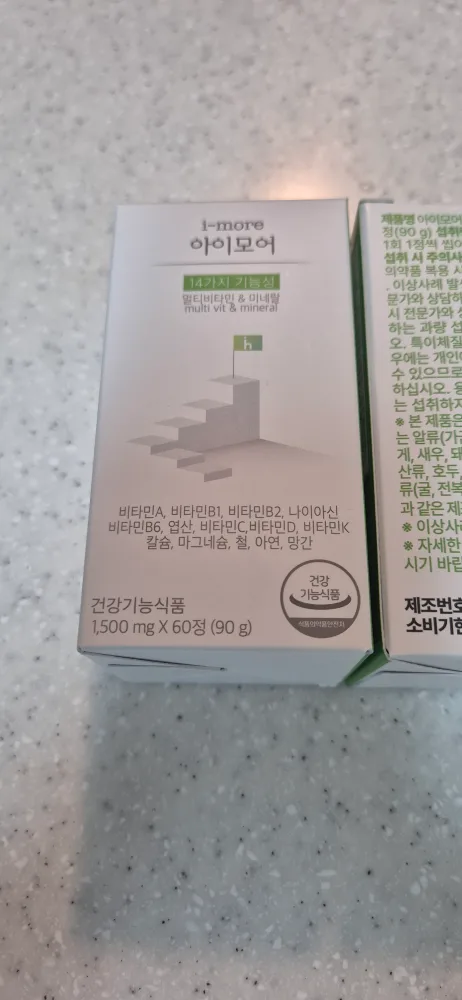 i-more
아이모어
14가지 기능성
멀티비타민 & 미네랄
multi vit & mineral
h
비타민A, 비타민B1, 비타민B2, 나이아신
비타민B6, 엽산, 비타민C,비타민D, 비타민K
칼슘, 마그네슘, 철, 아연, 망간
건강기능식품
1,500 mg X 60정 (90 g)
건강
기능식품
식품의약품안전처
제품명 아이모어
정(90 g) 섭취
1회 1정씩 씹어
섭취 시 주의사
의약품 복용 시
. 이상사례 발
문가와 상담하
시 전문가와 상
하는 과량 섭
오. 특이체질
우에는 개인
수 있으므로
하십시오.
는 섭취하지
※ 본 제품은
는 알류(가금
게, 새우, 돼
산류, 호두,
류(굴, 전복
과 같은 제
※ 이상사례
※ 자세한
시기 바랍
제조번호
소비기한